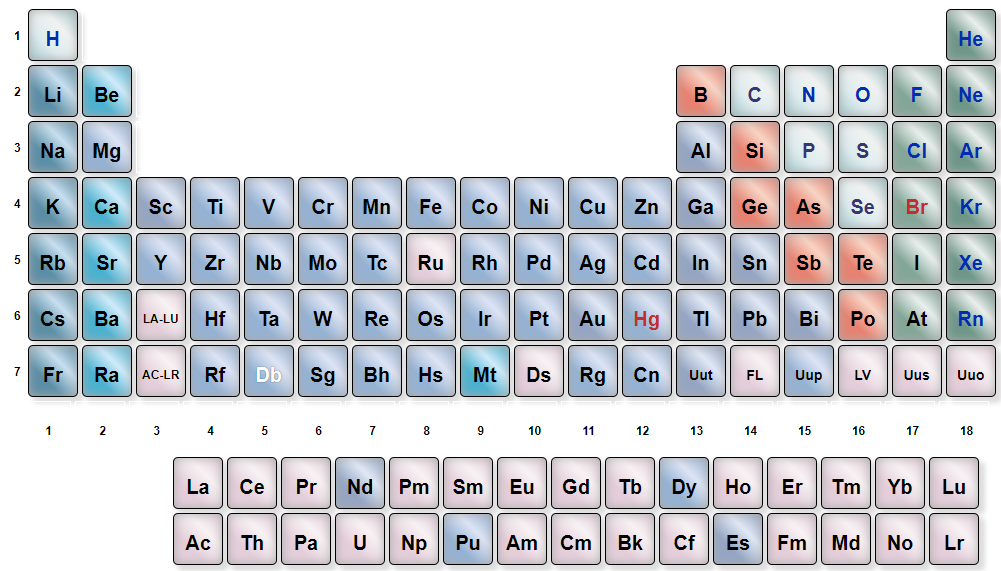 1 H He
2 Li Be B C N O F Ne
3 Na Mg Al Si P S Cl Ar
4 K Ca Sc Ti V Cr Mn Fe Co Ni Cu Zn Ga Ge As Se Br Kr
5 Rb Sr Y Zr Nb Mo Tc Ru Rh Pd Ag Cd In Sn Sb Te I Xe
6 Cs Ba LA-LU Hf Ta W Re Os Ir Pt Au Hg Tl Pb Bi Po At Rn
7 Fr Ra AC-LR Rf Db Sg Bh Hs Mt Ds Rg Cn Uut FL Uup LV Uus Uuo
1 2 3 4 5 6 7 8 9 10 11 12 13 14 15 16 17 18
La Ce Pr Nd Pm Sm Eu Gd Tb Dy Ho Er Tm Yb Lu
Ac Th Pa U Np Pu Am Cm Bk Cf Es Fm Md No Lr